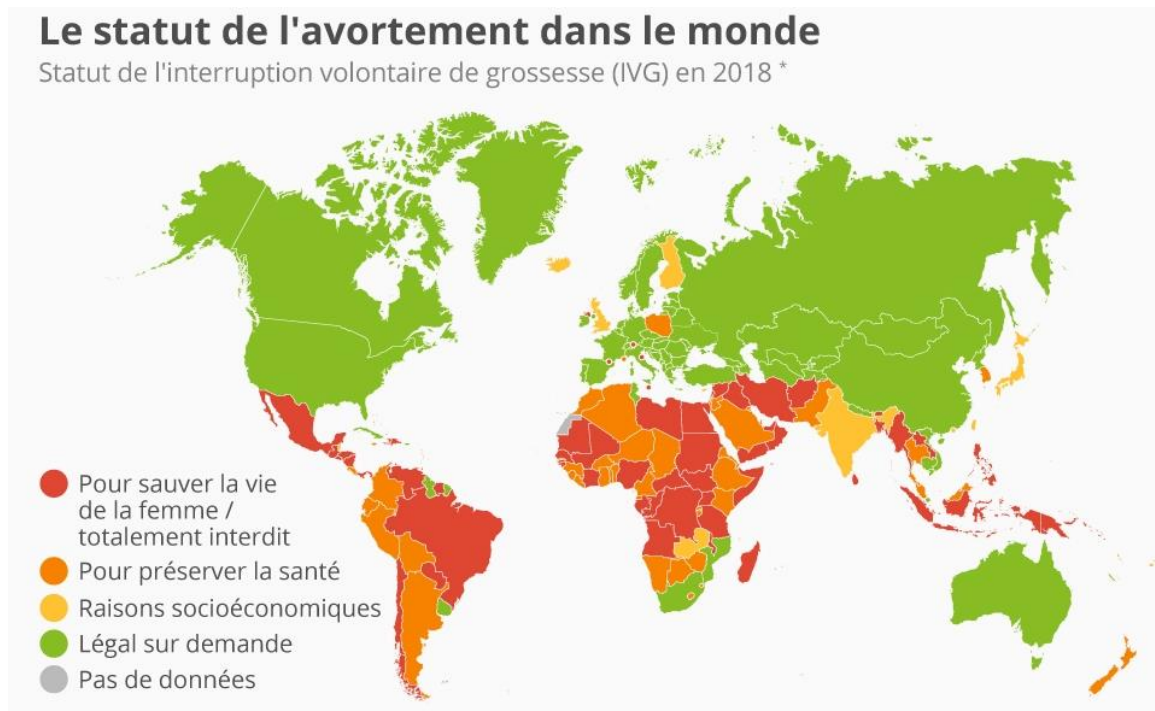 Le statut de l'avortement dans le monde
Statut de l'interruption volontaire de grossesse (IVG) en 2018 *
Pour sauver la vie
de la femme /
totalement interdit
Pour préserver la santé
Raisons socioéconomiques
Légal sur demande
Pas de données